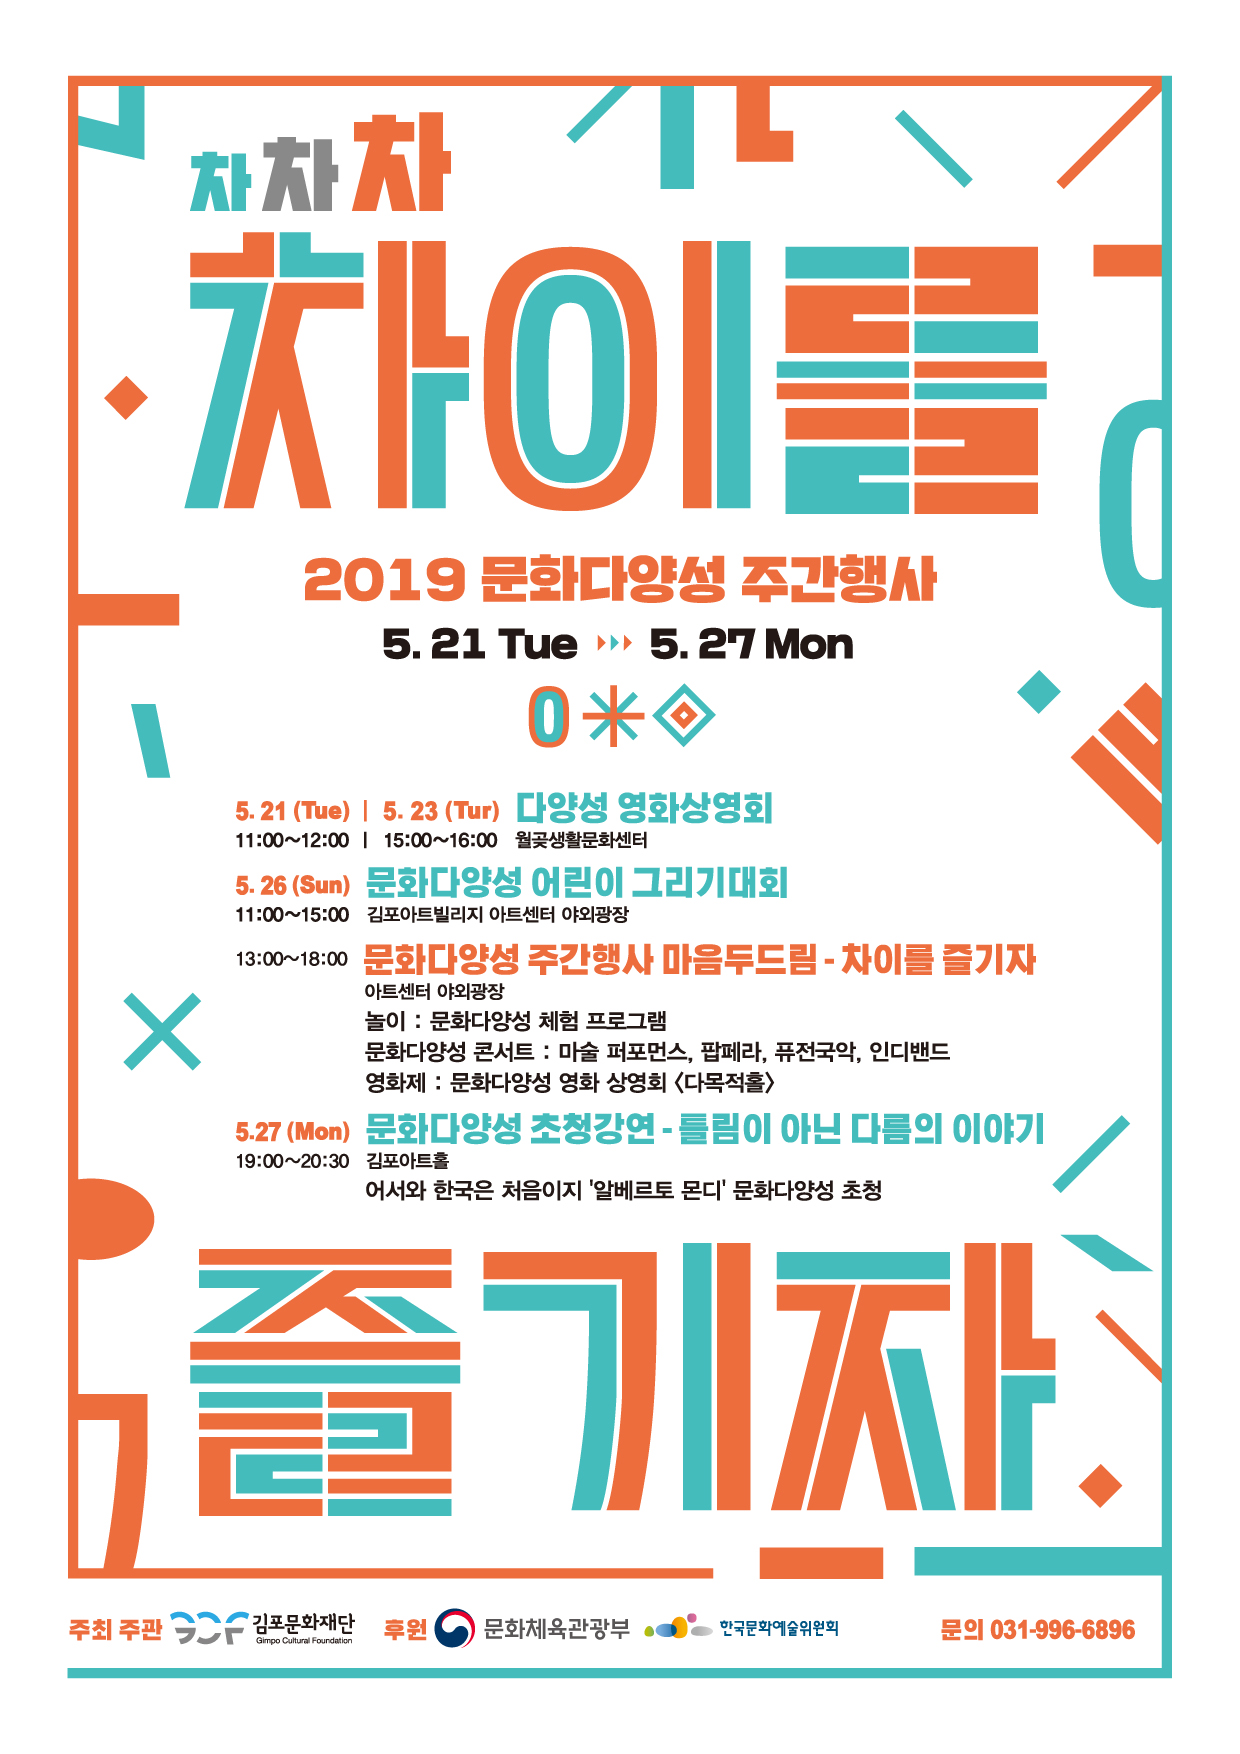 차 차 차
차이를
2019 문화다양성 주간행사
5. 21 Tue 5. 27 Mon
5. 21 (Tue) | 5. 23 (Tur) 다양성 영화상영회
11:00~12:00 | 15:00~16:00 월곶생활문화센터
5. 26 (Sun) 문화다양성 어린이 그리기대회
11:00~15:00 김포아트빌리지 아트센터 야외광장
13:00~18:00 문화다양성 주간행사 마음두드림 - 차이를 즐기자
아트센터 야외광장
놀이 : 문화다양성 체험 프로그램
문화다양성 콘서트 : 마술 퍼포먼스, 팝페라, 퓨전국악, 인디밴드
영화제 : 문화다양성 영화 상영회 〈다목적홀〉
5.27 (Mon) 문화다양성 초청강연 - 틀림이 아닌 다름의 이야기
19:00~20:30 김포아트홀
어서와 한국은 처음이지 '알베르토 몬디' 문화다양성 초청
즐기자
주최 주관 김포문화재단 후원 문화체육관광부 한국문화예술위원회 문의 031-996-6896
Gimpo Cultural Foundation